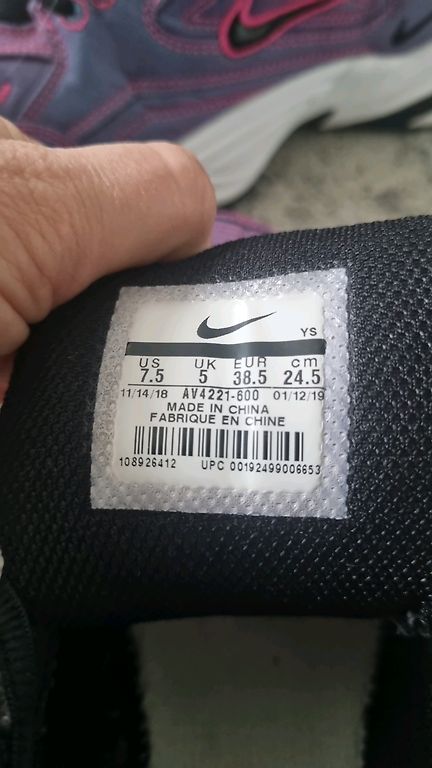 YS
US UK EUR cm
7.5 5 38.5 24.5
11/14/18 AV4221-600 01/12/19
MADE IN CHINA
FABRIQUE EN CHINE
108926412 UPC 00192499006653